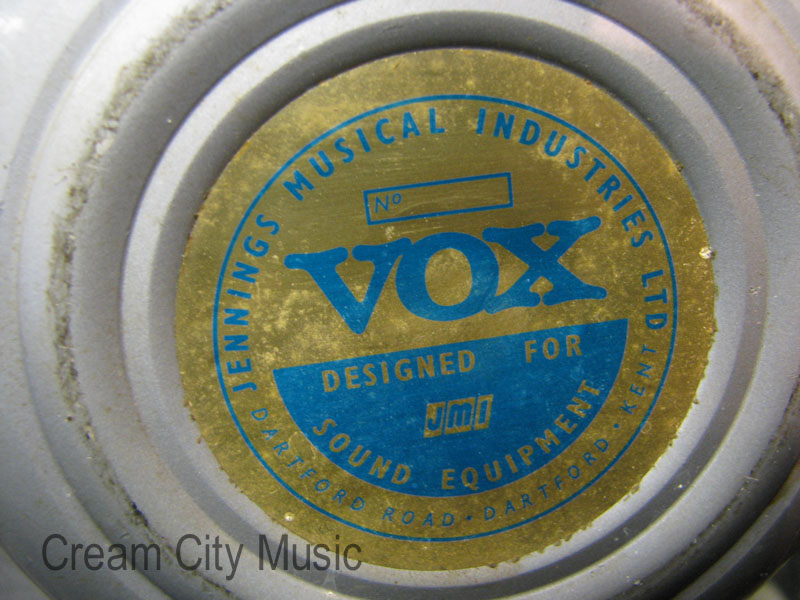 JENNINGS MUSICAL INDUSTRIES LTD
Nº
VOX
DESIGNED FOR
JMI
SOUND EQUIPMENT
DARTFORD ROAD • DARTFORD • KENT
Cream City Music